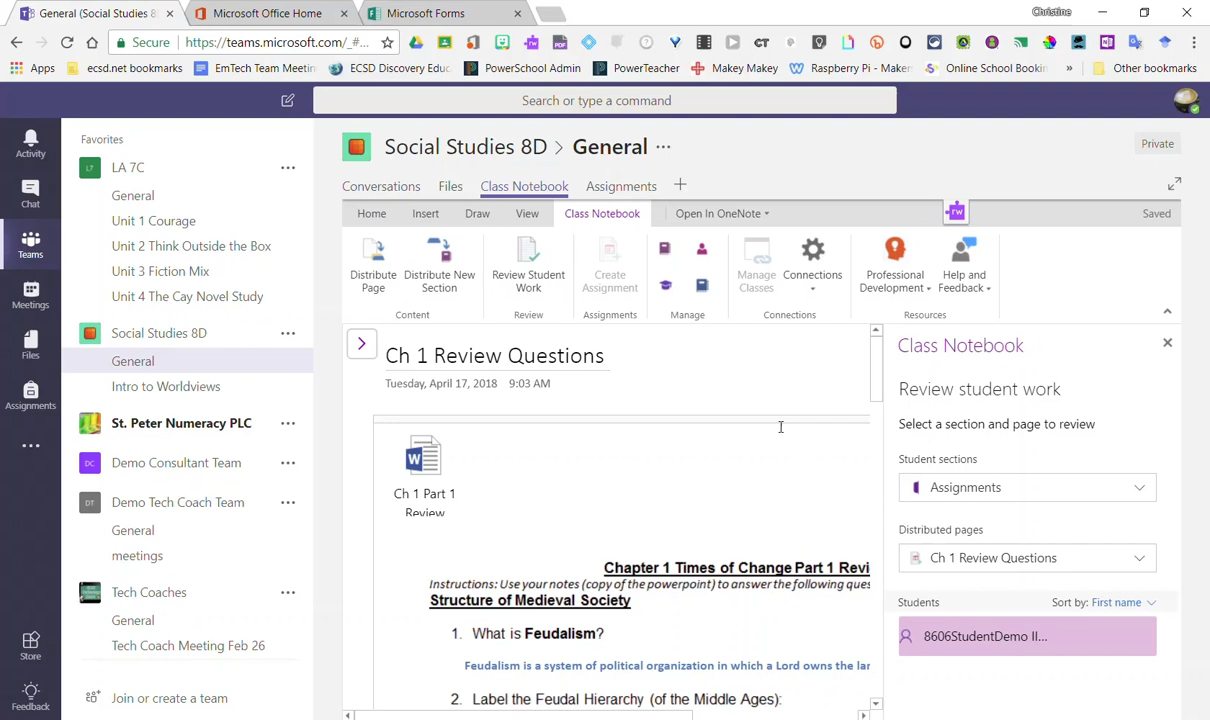 General (Social Studies 8
Microsoft Office Home
Microsoft Forms
Christine
Secure
https://teams.microsoft.com/_#...
Apps
ecsd.net bookmarks
EmTech Team Meetin
ECSD Discovery Educ
PowerSchool Admin
PowerTeacher
Makey Makey
Raspberry Pi - Maker
Online School Bookin
»
Other bookmarks
Search or type a command
Activity
Chat
Teams
Meetings
Files
Assignments
Store
Feedback
Favorites
L7
LA 7C
General
Unit 1 Courage
Unit 2 Think Outside the Box
Unit 3 Fiction Mix
Unit 4 The Cay Novel Study
Social Studies 8D
General
Intro to Worldviews
St. Peter Numeracy PLC
DC
Demo Consultant Team
DT
Demo Tech Coach Team
General
meetings
Tech Coaches
General
Tech Coach Meeting Feb 26
Join or create a team
Social Studies 8D > General ···
Private
Conversations
Files
Class Notebook
Assignments
Home
Insert
Draw
View
Class Notebook
Open In OneNote
rw
Saved
Distribute Page
Distribute New Section
Content
Review Student Work
Review
Create Assignment
Assignments
Manage
Manage Classes
Connections
Connections
Professional Development
Help and Feedback
Resources
Ch 1 Review Questions
Tuesday, April 17, 2018 9:03 AM
Ch 1 Part 1
Review
Chapter 1 Times of Change Part 1 Revi
Instructions: Use your notes (copy of the powerpoint) to answer the following ques
Structure of Medieval Society
1. What is Feudalism?
Feudalism is a system of political organization in which a Lord owns the lar
2. Label the Feudal Hierarchy (of the Middle Ages):
Class Notebook
Review student work
Select a section and page to review
Student sections
Assignments
Distributed pages
Ch 1 Review Questions
Students
Sort by: First name
8606StudentDemo II...